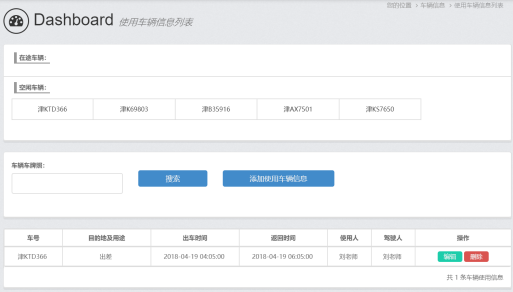 我的位置 > 车辆信息 > 使用车辆信息列表
Dashboard 使用车辆信息列表
在途车辆：
空闲车辆：
津KTD366 津K69803 津B35916 津AX7501 津KS7650
车辆车牌照：
搜索 添加使用车辆信息
车号 目的地及用途 出车时间 返回时间 使用人 驾驶人 操作
津KTD366 出差 2018-04-19 04:05:00 2018-04-19 06:05:00 刘老师 刘老师 编辑 删除
共 1 条车辆使用信息